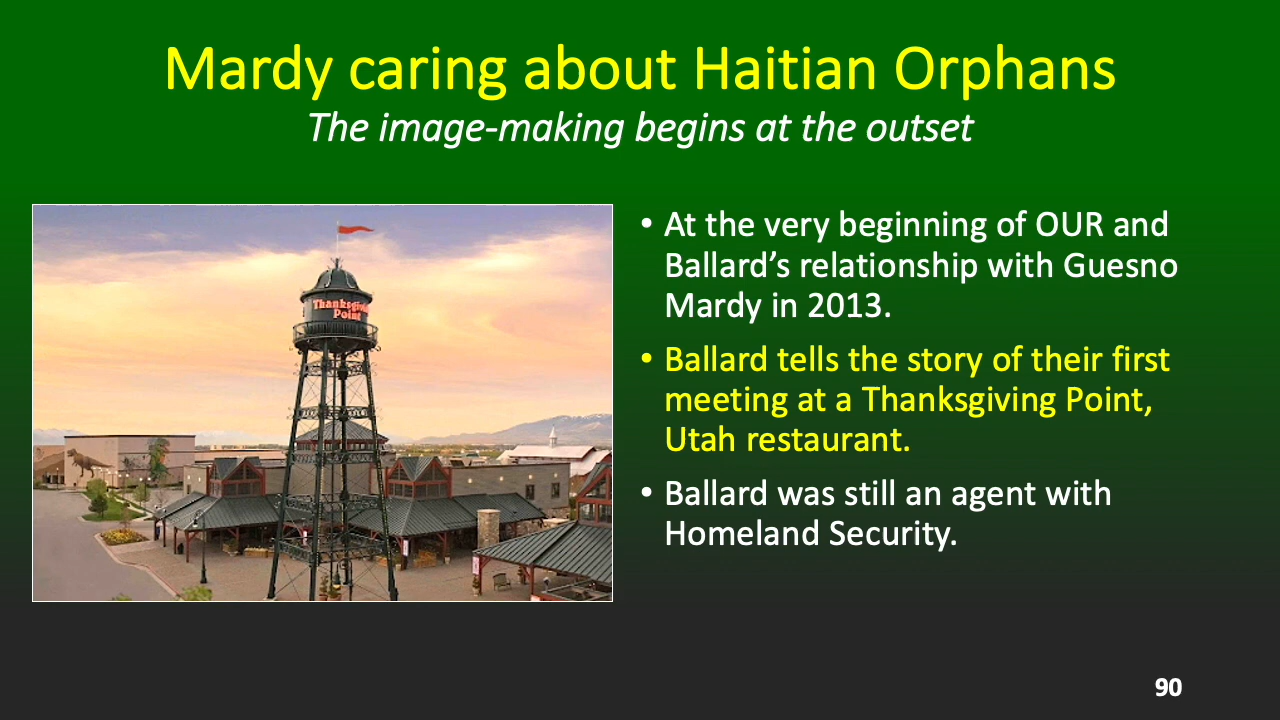 Mardy caring about Haitian Orphans
The image-making begins at the outset
Thanksgiving
Point
• At the very beginning of OUR and
Ballard’s relationship with Guesno
Mardy in 2013.
• Ballard tells the story of their first
meeting at a Thanksgiving Point,
Utah restaurant.
• Ballard was still an agent with
Homeland Security.
90